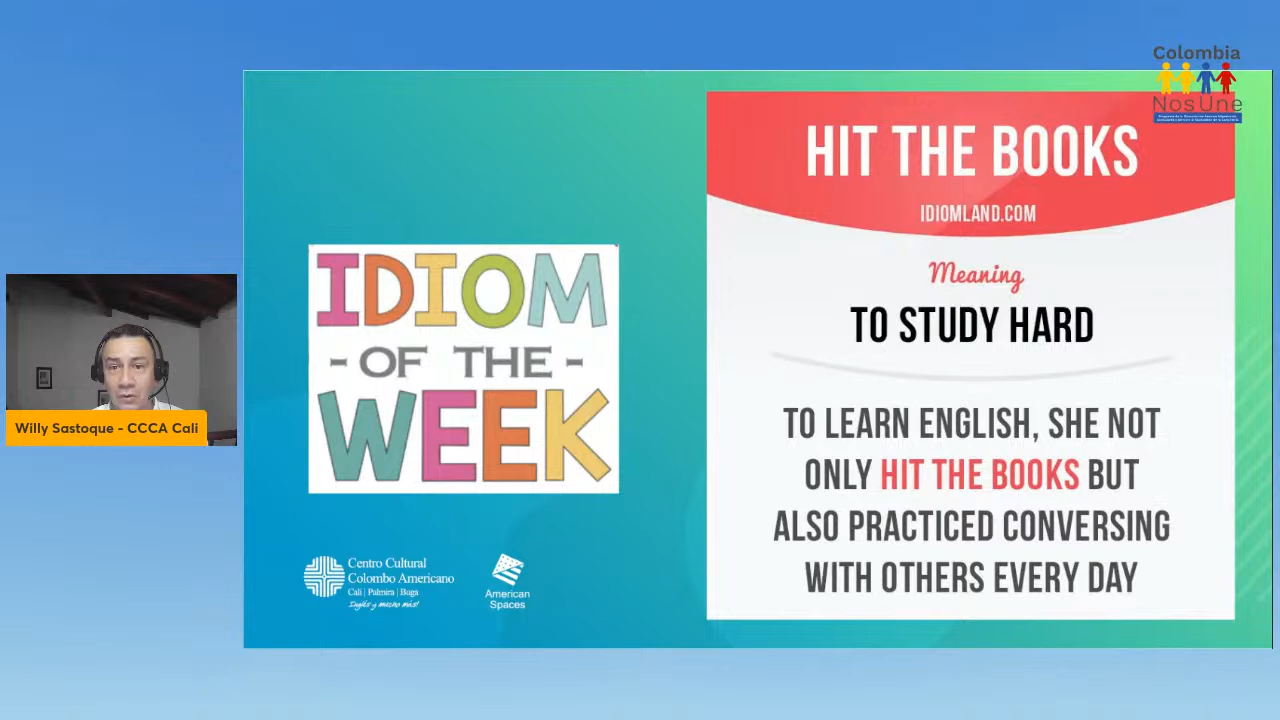 Colombia
NosUne
HIT THE BOOKS
IDIOMLAND.COM
Meaning
TO STUDY HARD
TO LEARN ENGLISH, SHE NOT
ONLY HIT THE BOOKS BUT
ALSO PRACTICED CONVERSING
WITH OTHERS EVERY DAY
IDIOM
- OF THE -
WEEK
Willy Sastoque - CCCA Cali
Centro Cultural
Colombo Americano
Cali | Palmira | Buga
Inglés y mucho más!
American
Spaces